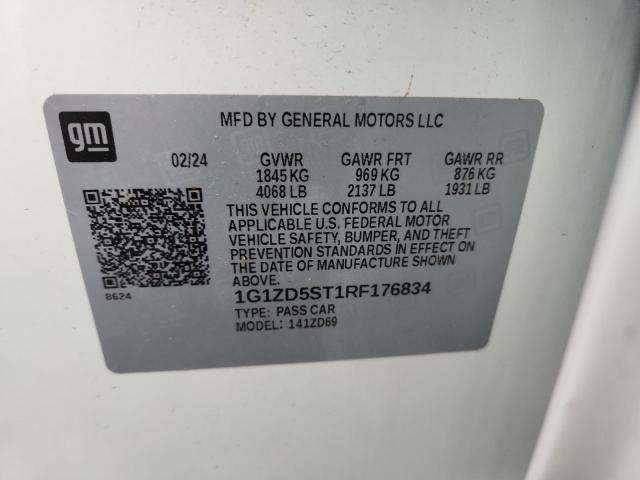 gm
MFD BY GENERAL MOTORS LLC
02/24 GVWR GAWR FRT GAWR RR
1845 KG 969 KG 876 KG
4068 LB 2137 LB 1931 LB
THIS VEHICLE CONFORMS TO ALL
APPLICABLE U.S. FEDERAL MOTOR
VEHICLE SAFETY, BUMPER, AND THEFT
PREVENTION STANDARDS IN EFFECT ON
THE DATE OF MANUFACTURE SHOWN
ABOVE.
8624
1G1ZD5ST1RF176834
TYPE: PASS CAR
MODEL: 141ZD69